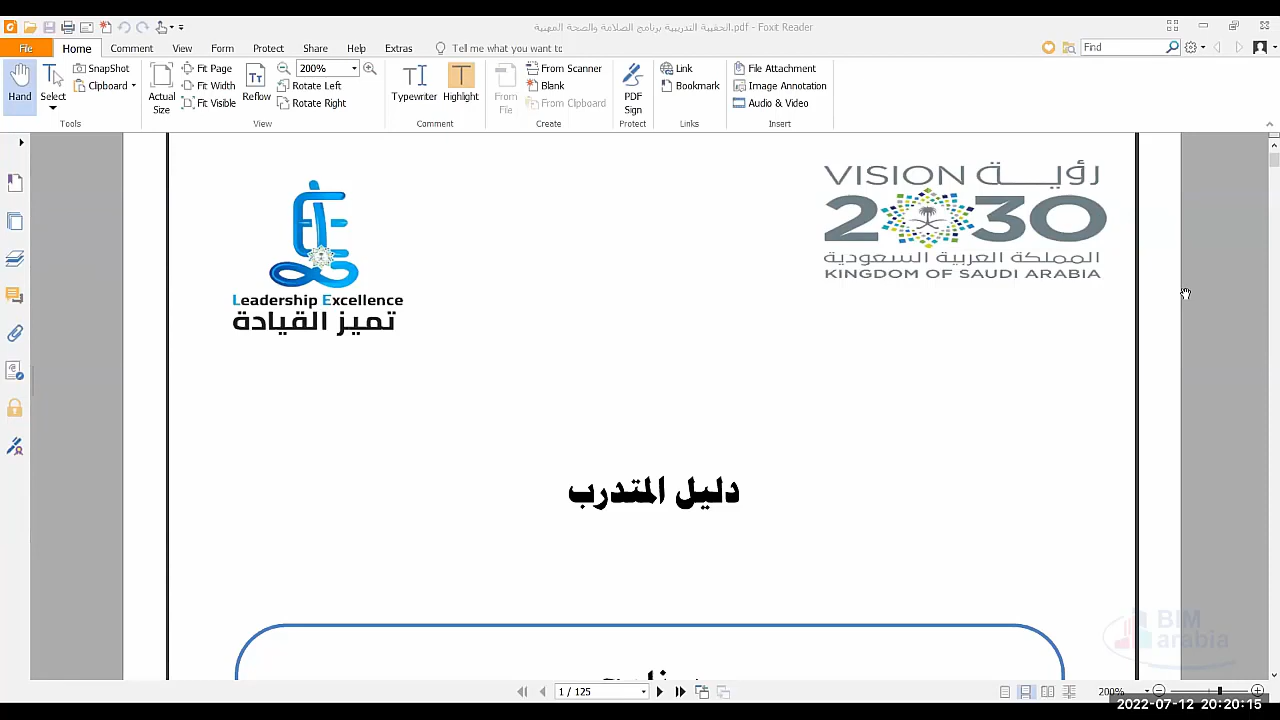 الحقيبة التدريبية برنامج السلامة والصحة المهنية.pdf - Foxit Reader
File Home Comment View Form Protect Share Help Extras Tell me what you want to Find
Hand
Select
SnapShot
Clipboard
Tools
Actual Size
Fit Page
Fit Width
Fit Visible
Reflow
200%
Rotate Left
Rotate Right
View
Typewriter
Highlight
Comment
From File
From Scanner
Blank
From Clipboard
Create
PDF Sign
Protect
Link
Bookmark
Links
File Attachment
Image Annotation
Audio & Video
Insert
VISION رؤية
2030
المملكة العربية السعودية
KINGDOM OF SAUDI ARABIA
Leadership Excellence
تميز القيادة
دليل المتدرب
BIM
arabia
1 / 125
200%
2022-07-12 20:20:15